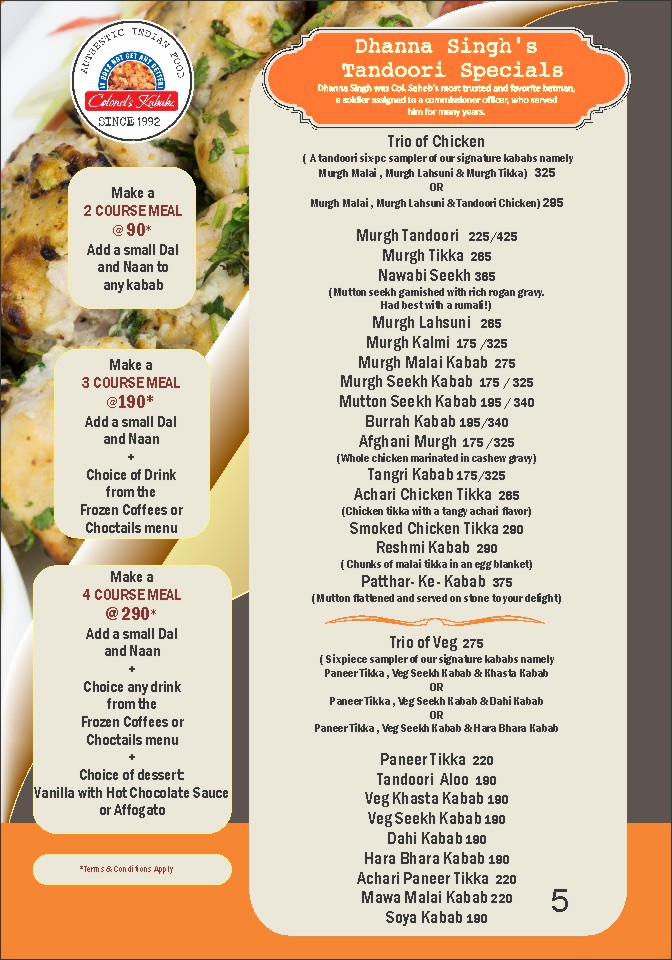 AUTHENTIC INDIAN FOOD
IT DOES NOT GET ANY BETTER!
Colonel's Kababz
SINCE 1992
Make a
2 COURSE MEAL
@ 90*
Add a small Dal
and Naan to
any kabab
Make a
3 COURSE MEAL
@190*
Add a small Dal
and Naan
+
Choice of Drink
from the
Frozen Coffees or
Choctails menu
Make a
4 COURSE MEAL
@ 290*
Add a small Dal
and Naan
+
Choice any drink
from the
Frozen Coffees or
Choctails menu
+
Choice of dessert:
Vanilla with Hot Chocolate Sauce
or Affogato
*Terms & Conditions Apply
Dhanna Singh's
Tandoori Specials
Dhanna Singh was Col. Saheb's most trusted and favorite batman,
a soldier assigned to a commissioner officer, who served
him for many years.
Trio of Chicken
( A tandoori six-pc sampler of our signature kababs namely
Murgh Malai , Murgh Lahsuni & Murgh Tikka) 325
OR
Murgh Malai , Murgh Lahsuni & Tandoori Chicken) 295
Murgh Tandoori 225/425
Murgh Tikka 265
Nawabi Seekh 365
(Mutton seekh garnished with rich rogan gravy.
Had best with a rumali!)
Murgh Lahsuni 265
Murgh Kalmi 175 /325
Murgh Malai Kabab 275
Murgh Seekh Kabab 175 / 325
Mutton Seekh Kabab 195 / 340
Burrah Kabab 195/340
Afghani Murgh 175 /325
(Whole chicken marinated in cashew gravy)
Tangri Kabab 175/325
Achari Chicken Tikka 265
(Chicken tikka with a tangy achari flavor)
Smoked Chicken Tikka 290
Reshmi Kabab 290
( Chunks of malai tikka in an egg blanket)
Patthar- Ke- Kabab 375
(Mutton flattened and served on stone to your delight)
Trio of Veg 275
( Six piece sampler of our signature kababs namely
Paneer Tikka , Veg Seekh Kabab & Khasta Kabab
OR
Paneer Tikka , Veg Seekh Kabab & Dahi Kabab
OR
Paneer Tikka , Veg Seekh Kabab & Hara Bhara Kabab
Paneer Tikka 220
Tandoori Aloo 190
Veg Khasta Kabab 190
Veg Seekh Kabab 190
Dahi Kabab 190
Hara Bhara Kabab 190
Achari Paneer Tikka 220
Mawa Malai Kabab 220
Soya Kabab 190
5